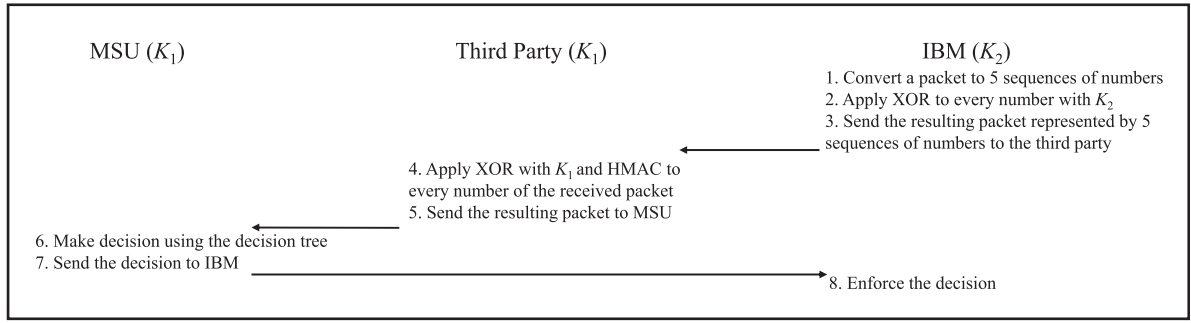 MSU (K1)
Third Party (K1)
IBM (K2)
1. Convert a packet to 5 sequences of numbers
2. Apply XOR to every number with K2
3. Send the resulting packet represented by 5
sequences of numbers to the third party
4. Apply XOR with K1 and HMAC to
every number of the received packet
5. Send the resulting packet to MSU
6. Make decision using the decision tree
7. Send the decision to IBM
8. Enforce the decision